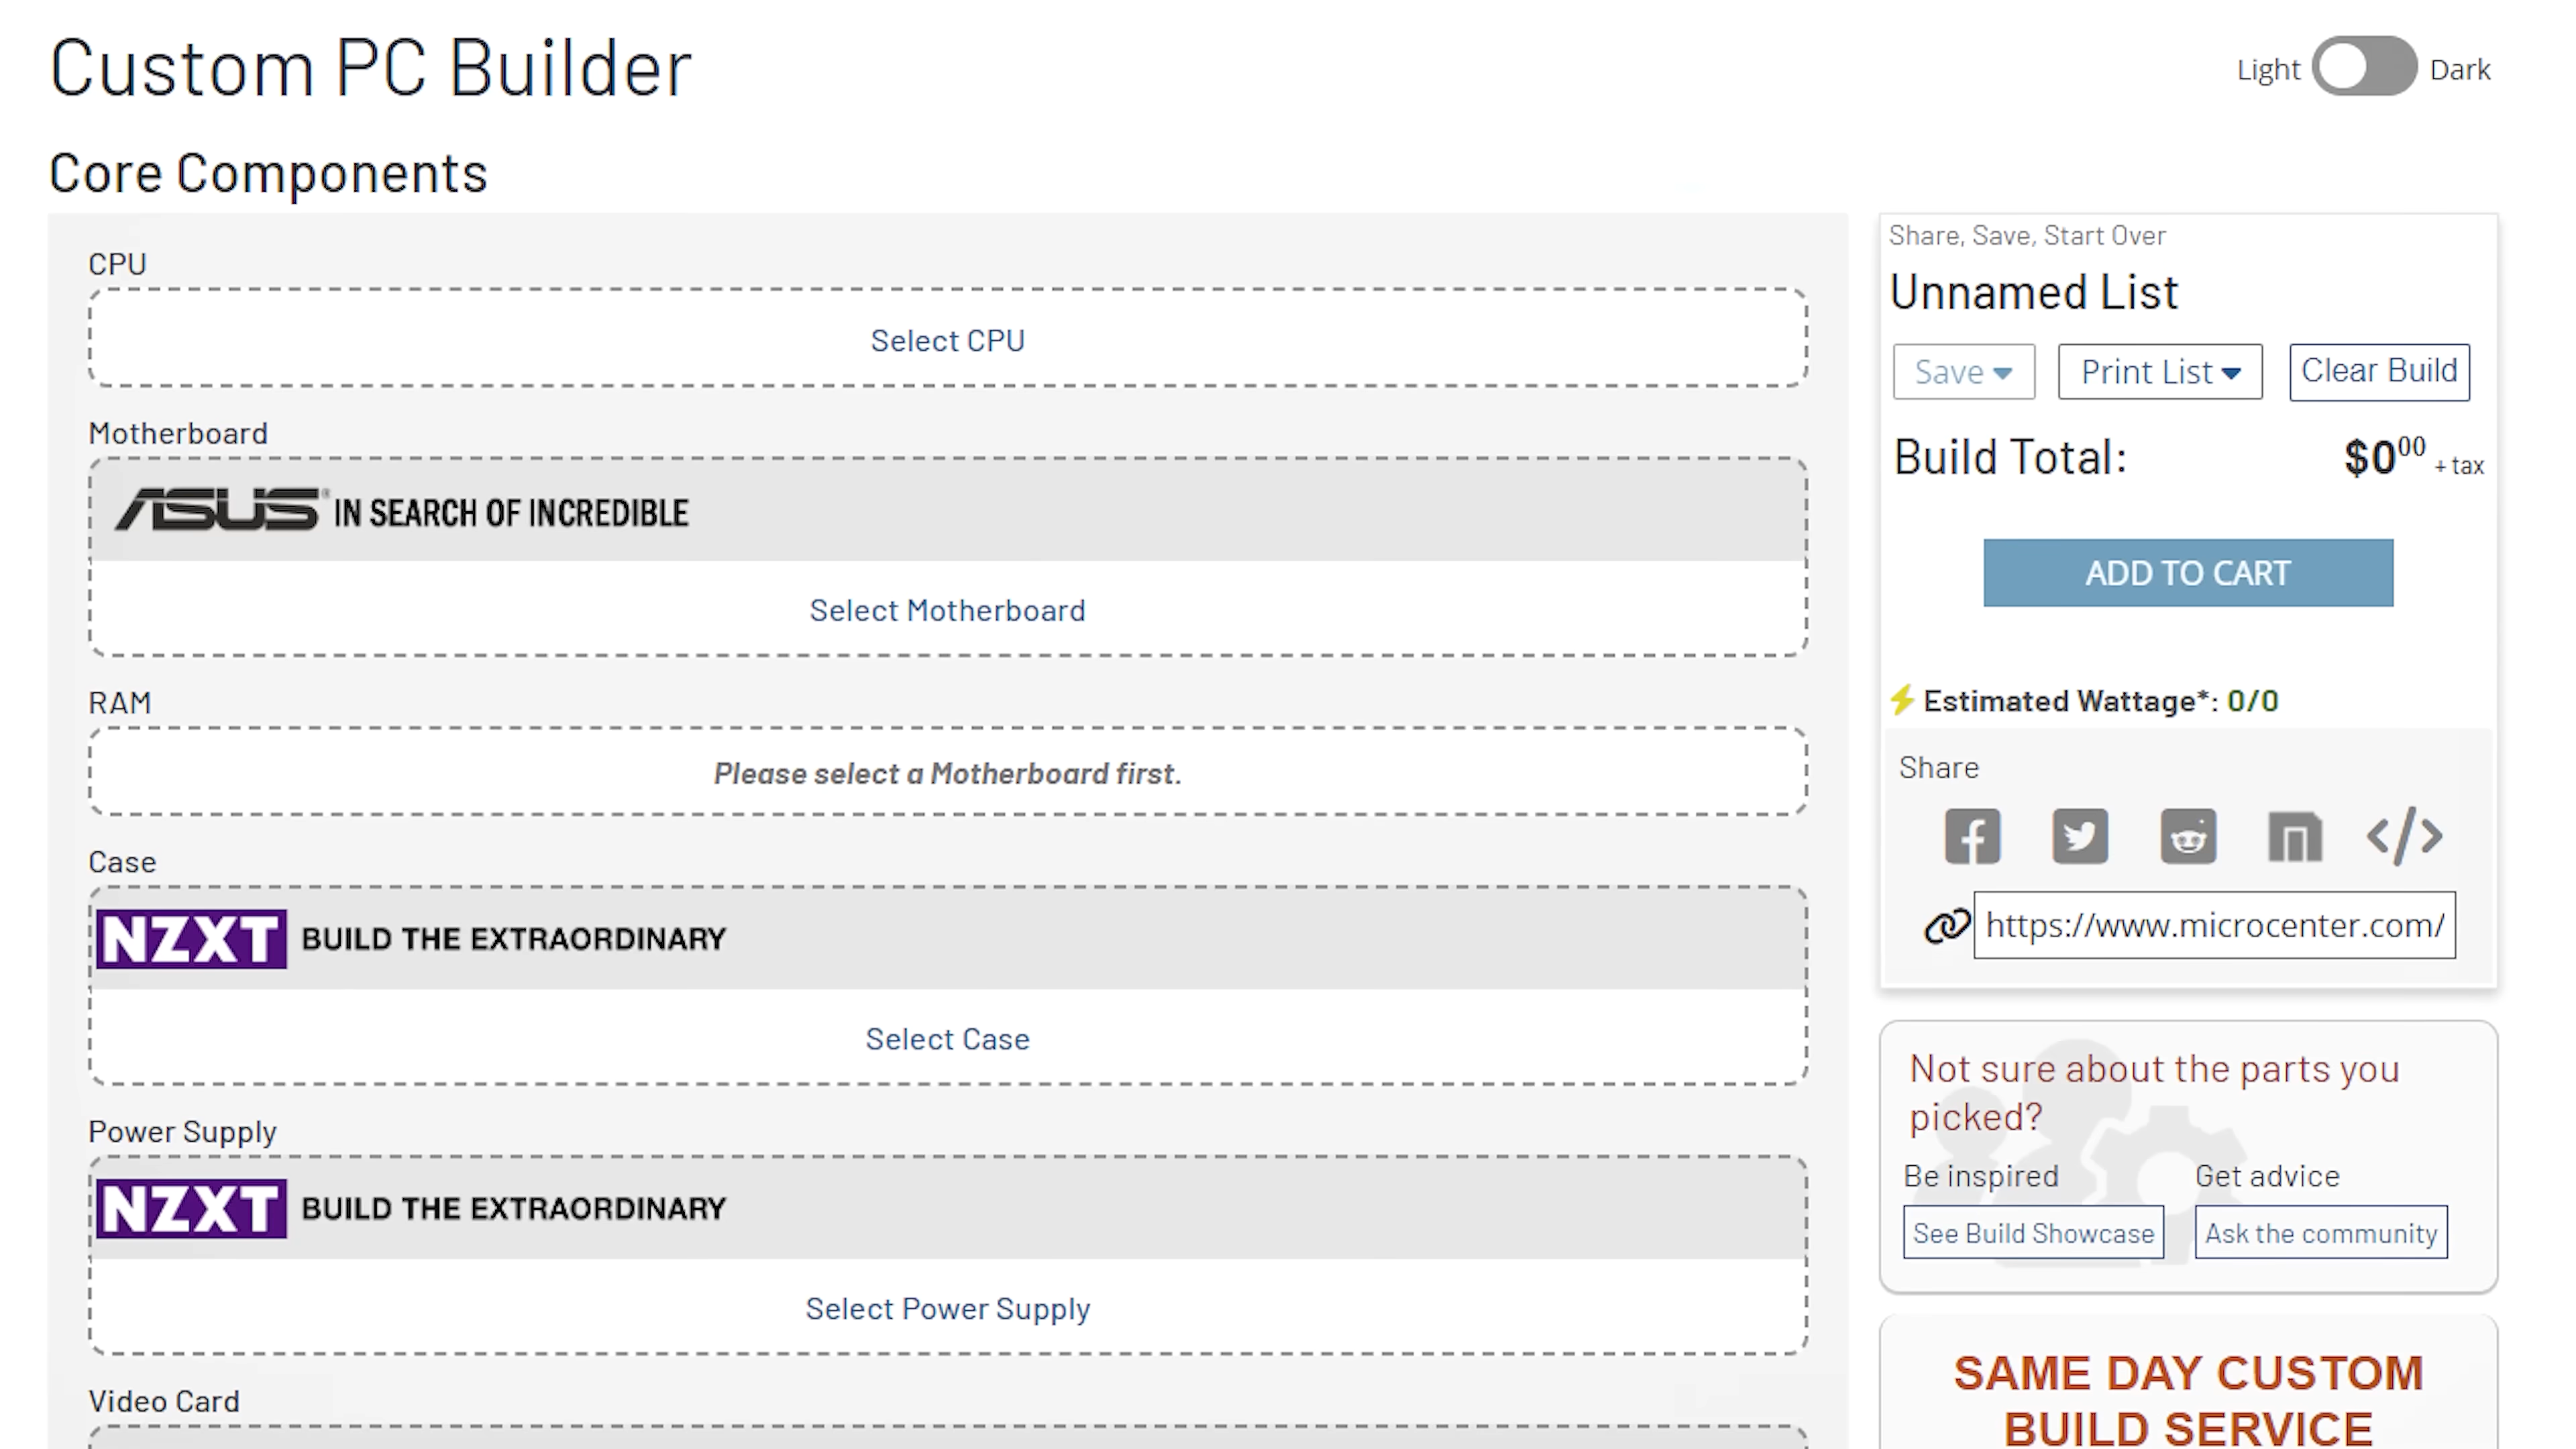 Custom PC Builder
Light Dark
Core Components
CPU
Select CPU
Motherboard
ASUS® IN SEARCH OF INCREDIBLE
Select Motherboard
RAM
Please select a Motherboard first.
Case
NZXT BUILD THE EXTRAORDINARY
Select Case
Power Supply
NZXT BUILD THE EXTRAORDINARY
Select Power Supply
Video Card
Share, Save, Start Over
Unnamed List
Save Print List Clear Build
Build Total: $000 + tax
ADD TO CART
Estimated Wattage*: 0/0
Share
https://www.microcenter.com/
Not sure about the parts you
picked?
Be inspired Get advice
See Build Showcase Ask the community
SAME DAY CUSTOM
BUILD SERVICE